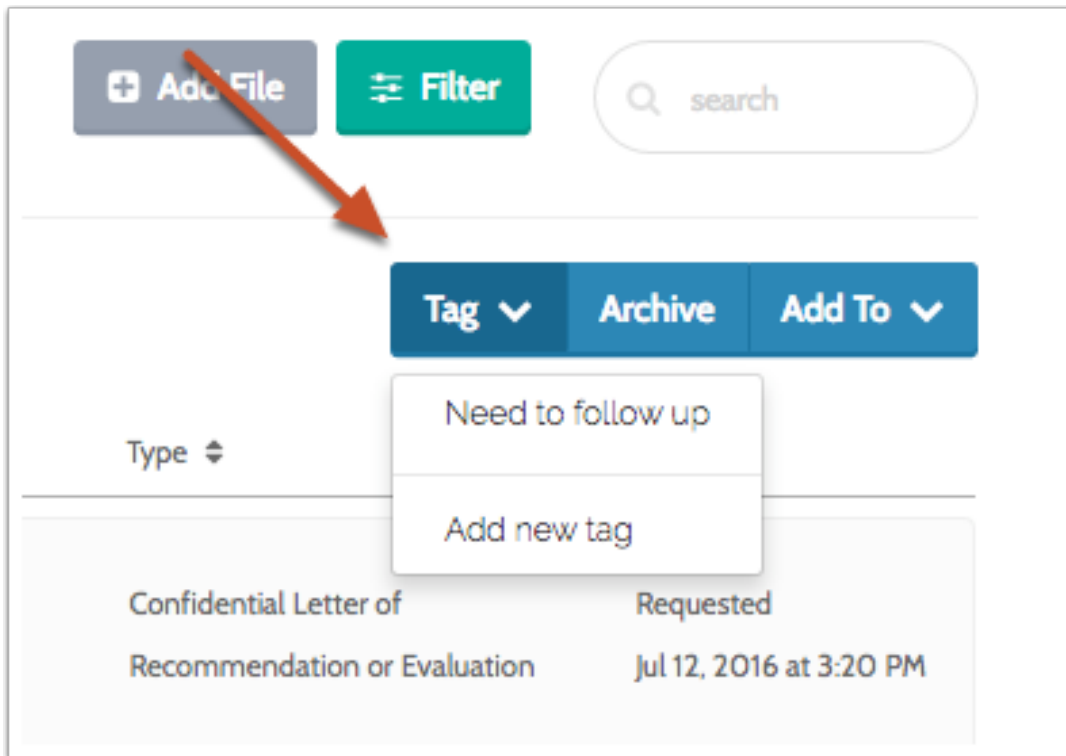 Add File
Filter
search
Tag
Archive
Add To
Need to follow up
Type
Add new tag
Confidential Letter of
Requested
Recommendation or Evaluation
Jul 12, 2016 at 3:20 PM